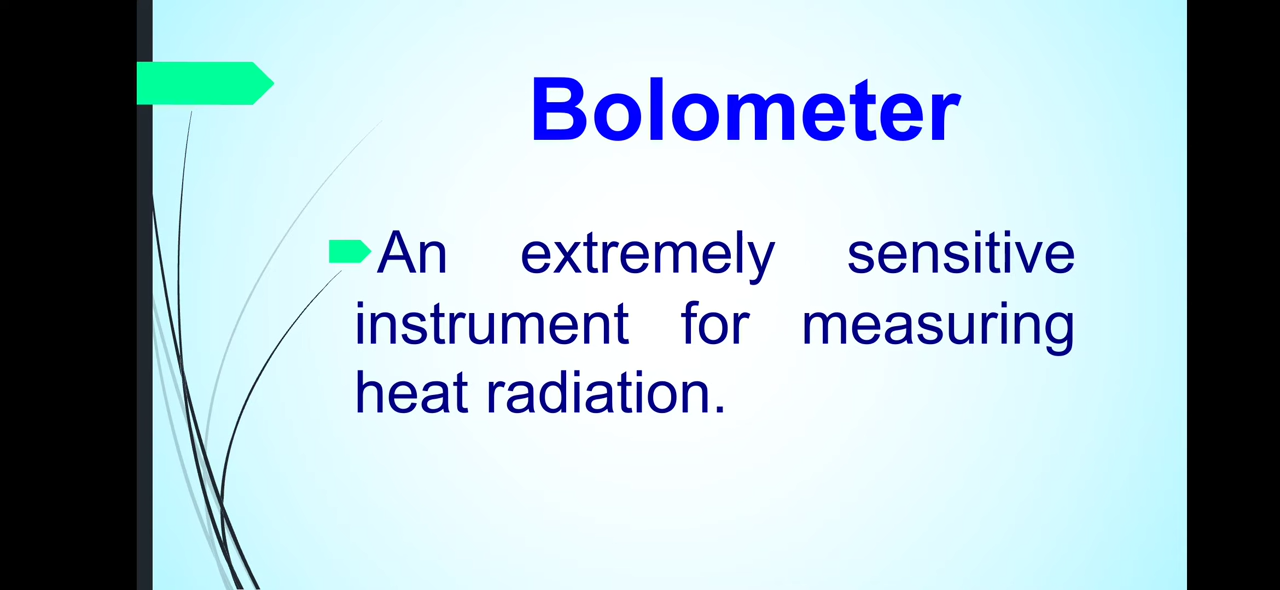 Bolometer
An extremely sensitive
instrument for measuring
heat radiation.